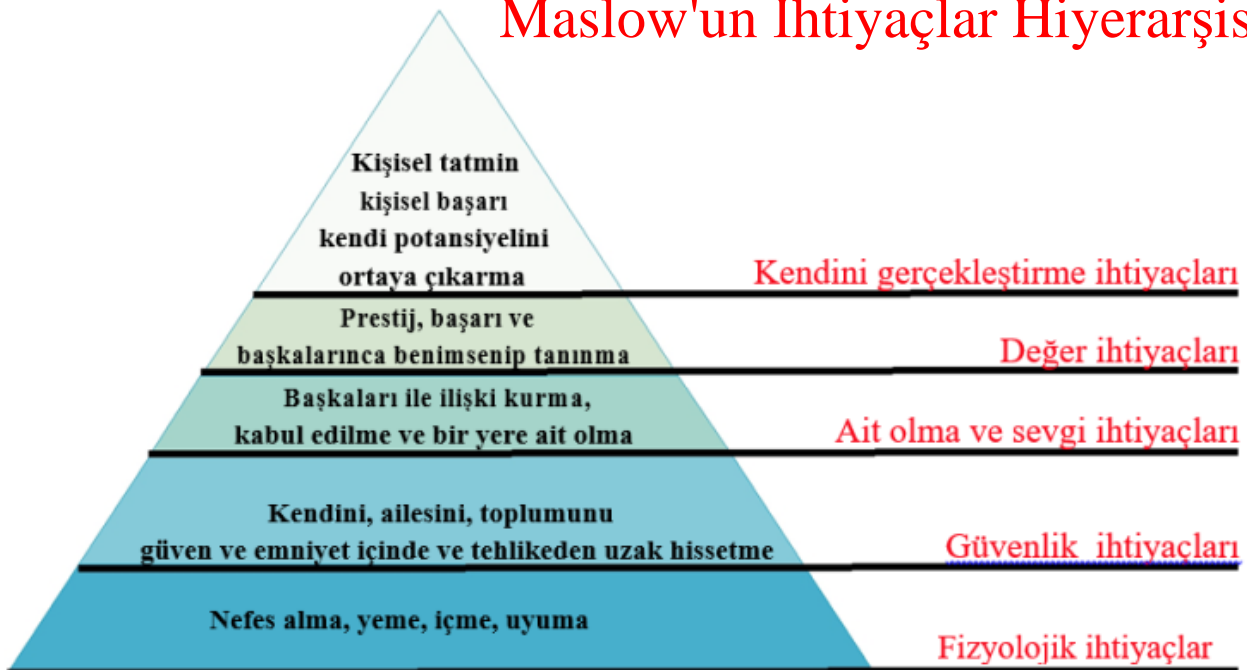 Maslow'un İhtiyaçlar Hiyerarşis
Kişisel tatmin
kişisel başarı
kendi potansiyelini
ortaya çıkarma
Kendini gerçekleştirme ihtiyaçları
Prestij, başarı ve
başkalarınca benimsenip tanınma
Değer ihtiyaçları
Başkaları ile ilişki kurma,
kabul edilme ve bir yere ait olma
Ait olma ve sevgi ihtiyaçları
Kendini, ailesini, toplumunu
güven ve emniyet içinde ve tehlikeden uzak hissetme
Güvenlik ihtiyaçları
Nefes alma, yeme, içme, uyuma
Fizyolojik ihtiyaçlar